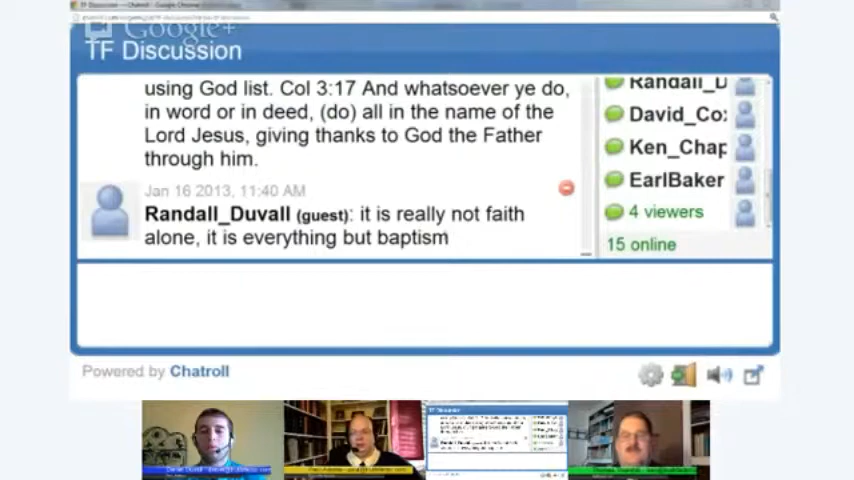 Google+
TF Discussion
using God list. Col 3:17 And whatsoever ye do,
in word or in deed, (do) all in the name of the
Lord Jesus, giving thanks to God the Father
through him.
Jan 16 2013, 11:40 AM
Randall_Duvall (guest): it is really not faith
alone, it is everything but baptism
Randall_D
David_Cox
Ken_Chap
EarlBaker
4 viewers
15 online
Powered by Chatroll